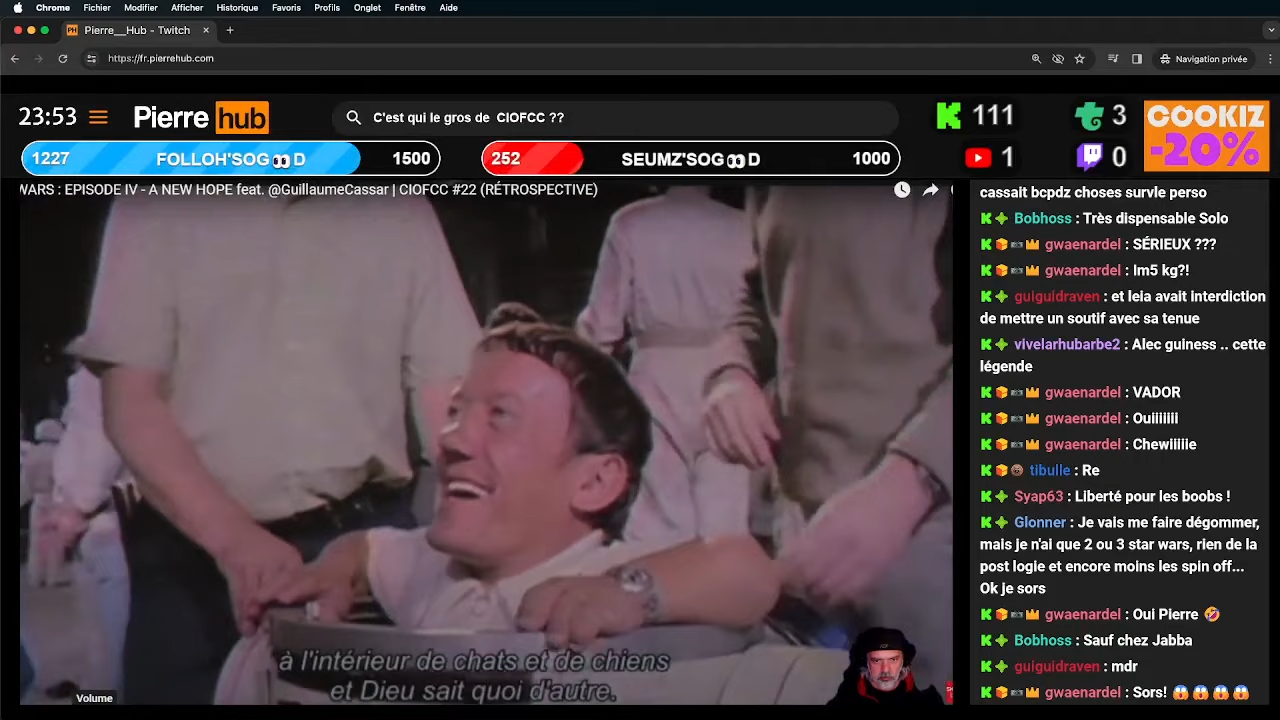 Chrome Fichier Modifier Afficher Historique Favoris Profils Onglet Fenêtre Aide
PH Pierre__Hub - Twitch
https://fr.pierrehub.com
Navigation privée
23:53 Pierre hub
C'est qui le gros de CIOFCC ??
K 111
3
1
0
COOKIZ
-20%
1227 FOLLOH'SOG👀D 1500
252 SEUMZ'SOG👀D 1000
WARS : EPISODE IV - A NEW HOPE feat. @GuillaumeCassar | CIOFCC #22 (RÉTROSPECTIVE)
à l'intérieur de chats et de chiens
et Dieu sait quoi d'autre.
Volume
cassait bcpdz choses survle perso
Bobhoss : Très dispensable Solo
gwaenardel : SÉRIEUX ???
gwaenardel : Im5 kg?!
guiguidraven : et leia avait interdiction
de mettre un soutif avec sa tenue
vivelarhubarbe2 : Alec guiness .. cette
légende
gwaenardel : VADOR
gwaenardel : Ouiiiiiii
gwaenardel : Chewiiiiie
tibulle : Re
Syap63 : Liberté pour les boobs !
Glonner : Je vais me faire dégommer,
mais je n'ai que 2 ou 3 star wars, rien de la
post logie et encore moins les spin off...
Ok je sors
gwaenardel : Oui Pierre 🤣
Bobhoss : Sauf chez Jabba
guiguidraven : mdr
gwaenardel : Sors! 😱😱😱😱